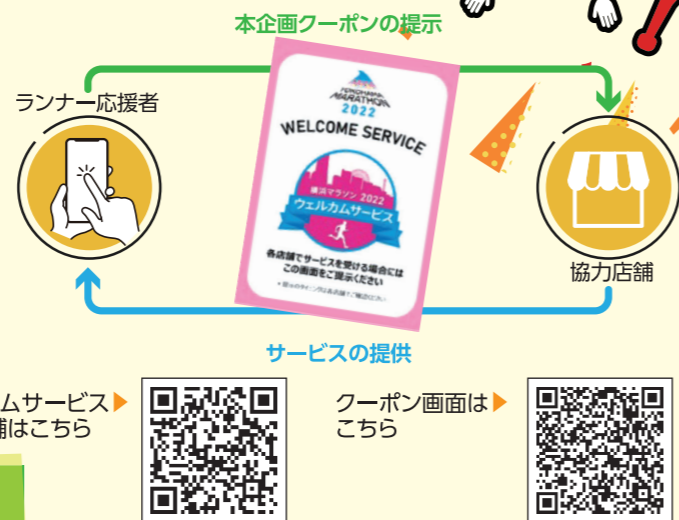 本企画クーポンの提示
ランナー応援者
YOKOHAMA
MARATHON
2022
WELCOME SERVICE
横浜マラソン 2022
ウェルカムサービス
各店舗でサービスを受ける場合には
この画面をご提示ください
協力店舗
サービスの提供
ムサービス▶
舗はこちら
クーポン画面は▶
こちら